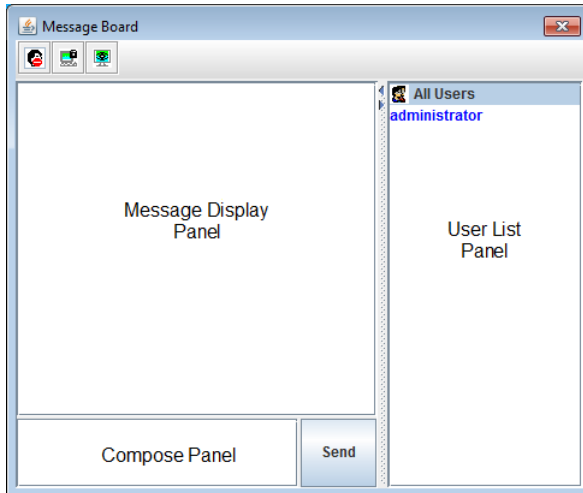 Message Board
All Users
administrator
Message Display
Panel
User List
Panel
Compose Panel
Send